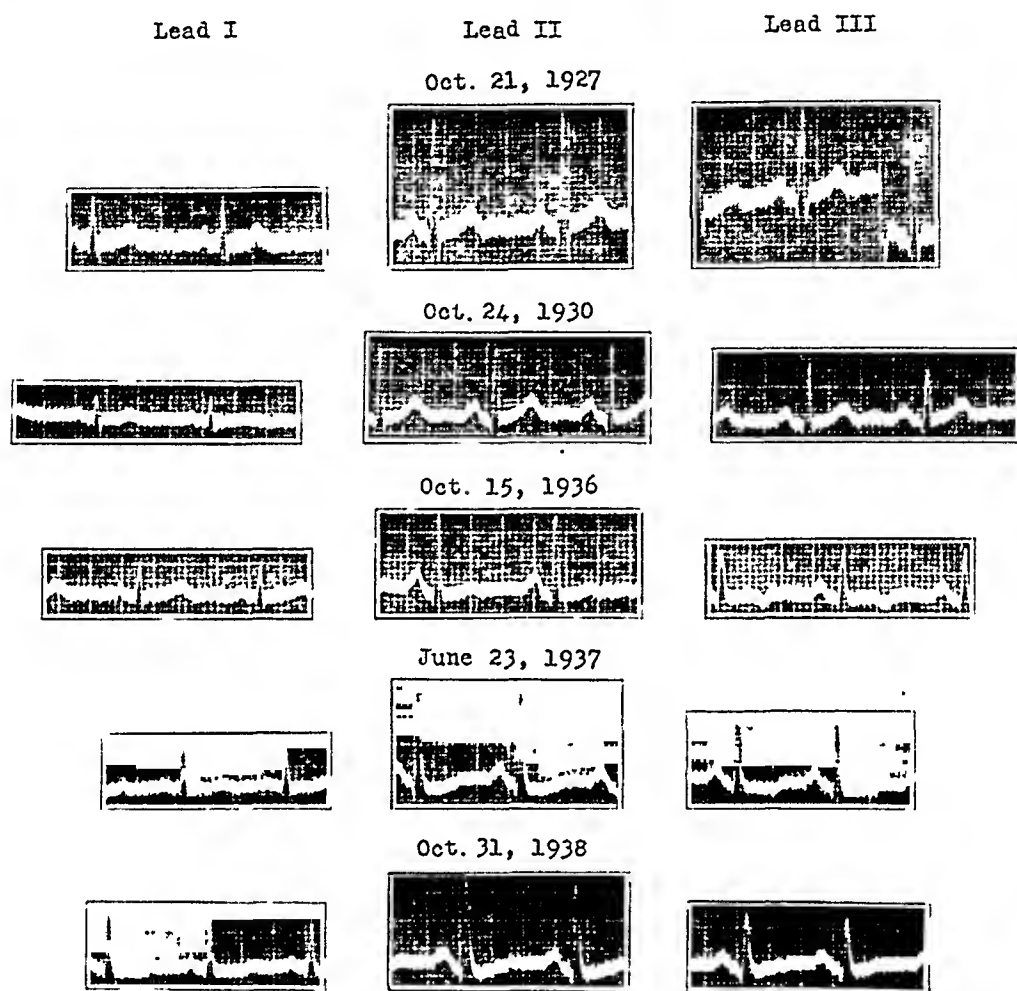 Lead I Lead II Lead III
Oct. 21, 1927
Oct. 24, 1930
Oct. 15, 1936
June 23, 1937
Oct. 31, 1938